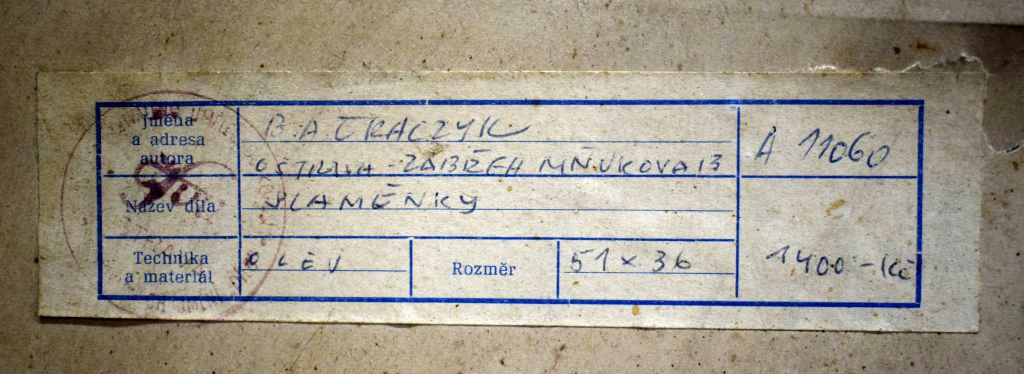 Jména
a adresa
autora
BATRACZYK
OSTRAVA-ZÁBŘEH MŇUKOVA 13
A 11060
Název díla
PLAMĚNKY
Technika
a materiál
OLEJ
Rozměr
51 x 36
1400 - Kč